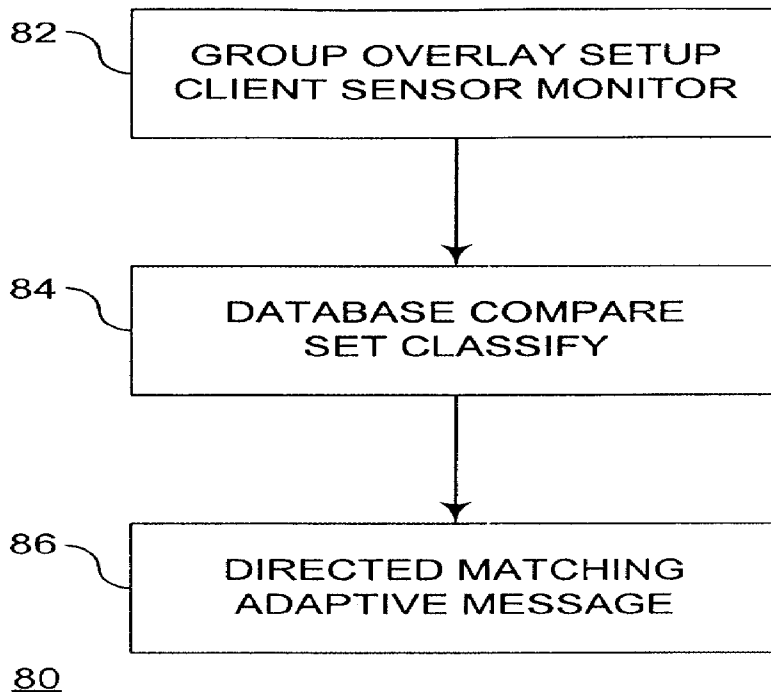 82
GROUP OVERLAY SETUP
CLIENT SENSOR MONITOR
84
DATABASE COMPARE
SET CLASSIFY
86
DIRECTED MATCHING
ADAPTIVE MESSAGE
80